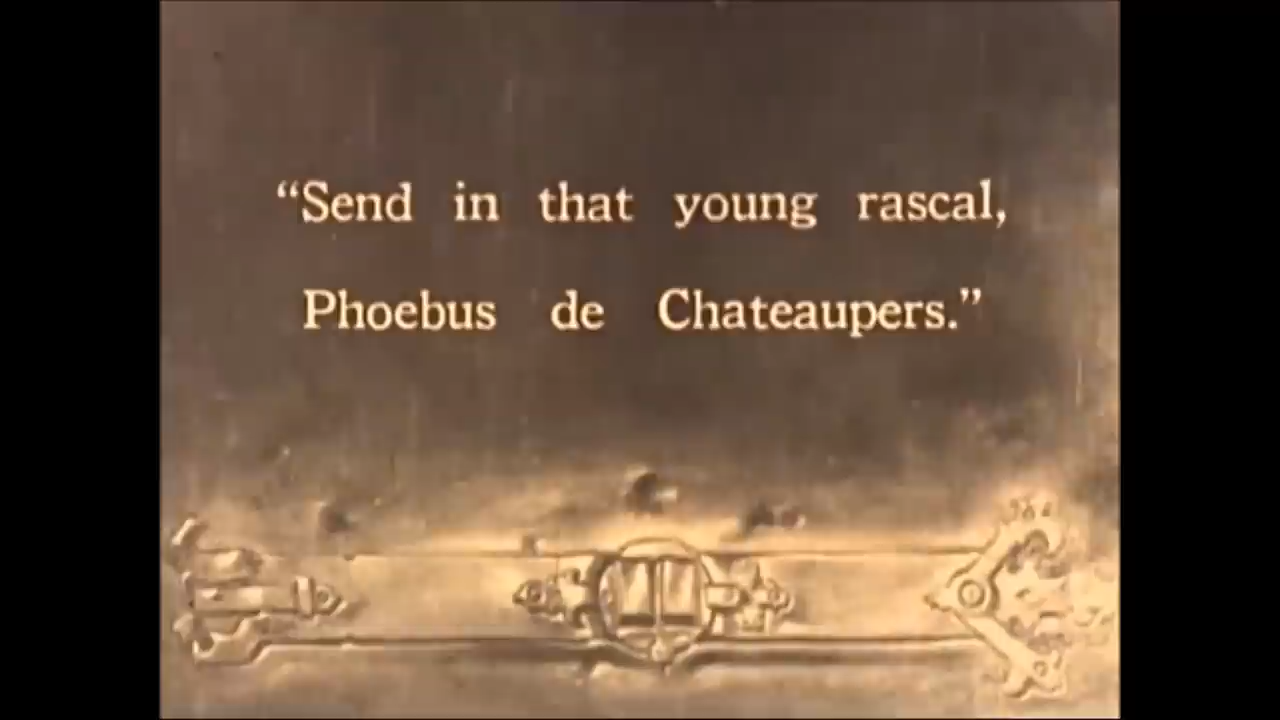 “Send in that young rascal,
Phoebus de Chateaupers.”